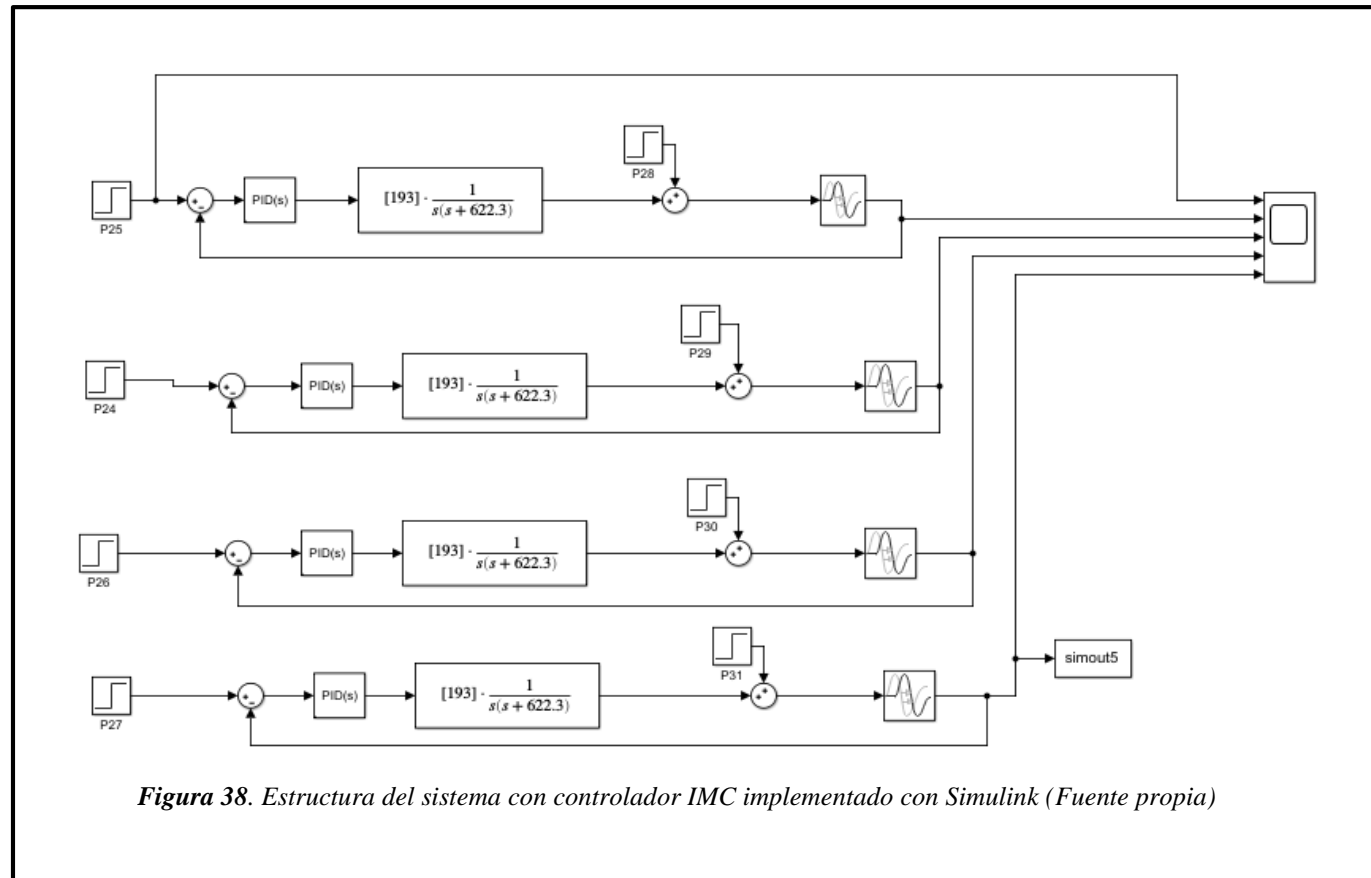 P28
P25
PID(s)
[193] · 1 / s(s + 622.3)
P29
P24
PID(s)
[193] · 1 / s(s + 622.3)
P30
P26
PID(s)
[193] · 1 / s(s + 622.3)
P31
P27
PID(s)
[193] · 1 / s(s + 622.3)
simout5
Figura 38. Estructura del sistema con controlador IMC implementado con Simulink (Fuente propia)